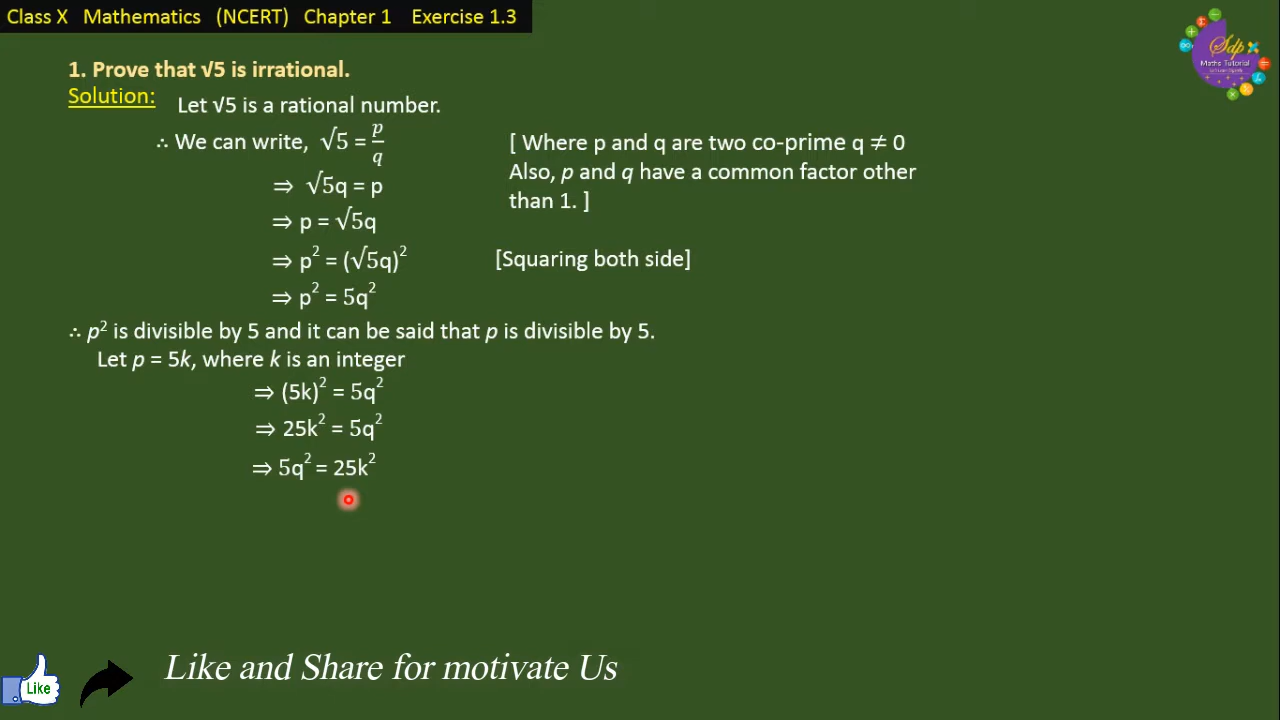 Class X Mathematics (NCERT) Chapter 1 Exercise 1.3
Sdp
Maths Tutorial
1. Prove that √5 is irrational.
Solution:
Let √5 is a rational number.
∴ We can write, √5 = p/q
[ Where p and q are two co-prime q ≠ 0
Also, p and q have a common factor other
than 1. ]
⇒ √5q = p
⇒ p = √5q
⇒ p² = (√5q)²
[Squaring both side]
⇒ p² = 5q²
∴ p² is divisible by 5 and it can be said that p is divisible by 5.
Let p = 5k, where k is an integer
⇒ (5k)² = 5q²
⇒ 25k² = 5q²
⇒ 5q² = 25k²
Like
Like and Share for motivate Us